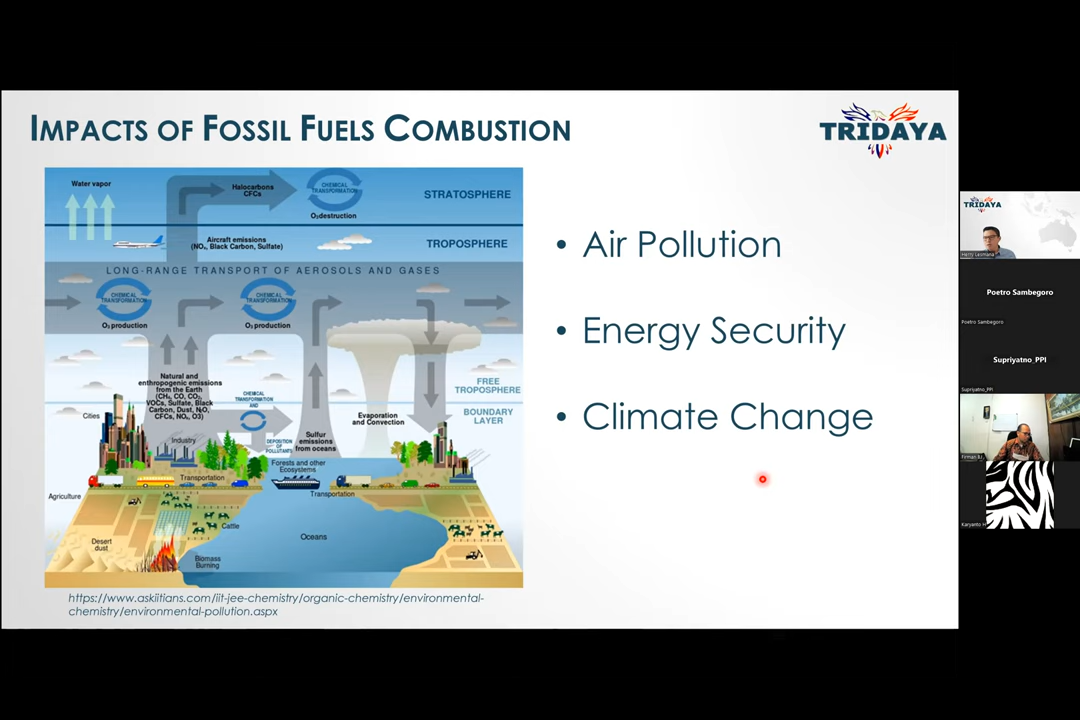 IMPACTS OF FOSSIL FUELS COMBUSTION
TRIDAYA
Water vapor
Halocarbons
CFCs
CHEMICAL
TRANSFORMATION
O₃destruction
STRATOSPHERE
Aircraft emissions
(NOₓ, Black Carbon, Sulfate)
TROPOSPHERE
LONG-RANGE TRANSPORT OF AEROSOLS AND GASES
CHEMICAL
TRANSFORMATION
O₃ production
CHEMICAL
TRANSFORMATION
O₃ production
Natural and
anthropogenic emissions
from the Earth
(CH₄, CO, CO₂,
VOCs, Sulfate, Black
Carbon, Dust, N₂O,
CFCs, NOₓ, O3)
CHEMICAL
TRANSFORMATION
AND
DEPOSITION
OF
POLLUTANTS
Sulfur
emissions
from oceans
Evaporation
and Convection
FREE
TROPOSPHERE
BOUNDARY
LAYER
Cities
Industry
Forests and other
Ecosystems
Transportation
Transportation
Agriculture
Cattle
Oceans
Desert
dust
Biomass
Burning
https://www.askiitians.com/iit-jee-chemistry/organic-chemistry/environmental-
chemistry/environmental-pollution.aspx
• Air Pollution
• Energy Security
• Climate Change
TRIDAYA
Herry Lesmana
Poetro Sambegoro
Poetro Sambegoro
Supriyatno_PPI
Supriyatno_PPI
Karyanto H